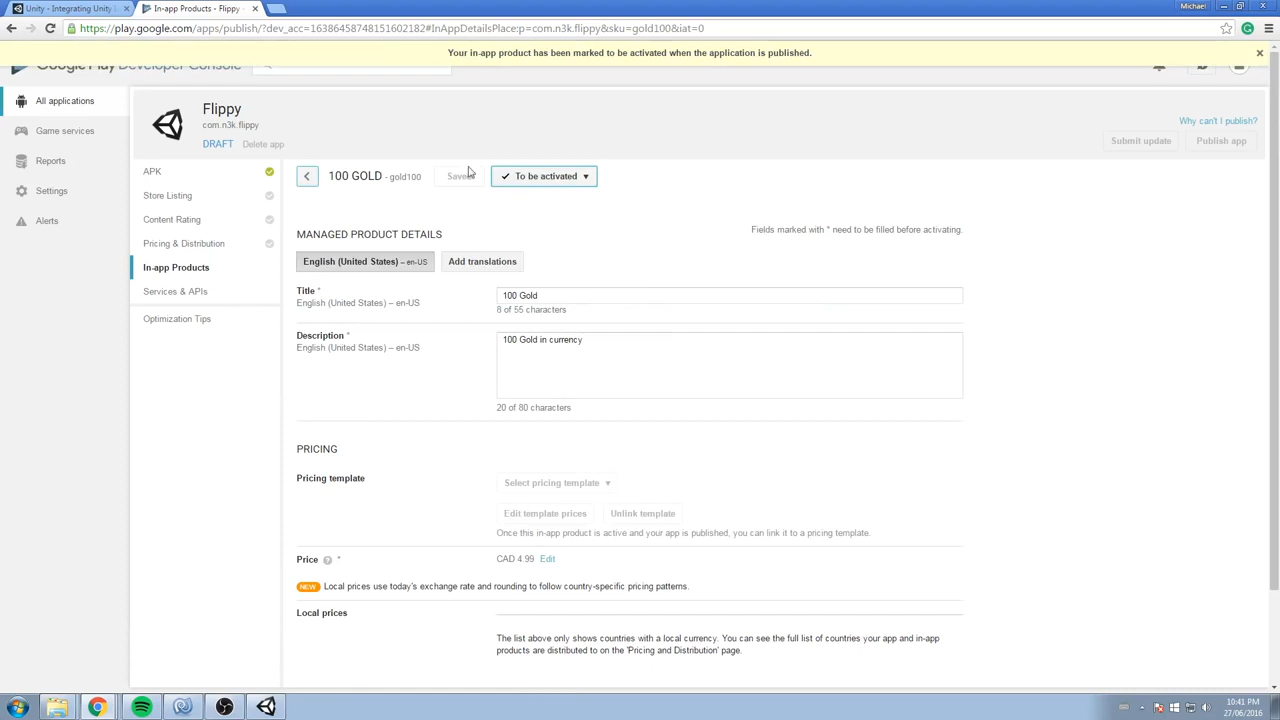 Unity - Integrating Unity I
In-app Products - Flippy -
Michael
https://play.google.com/apps/publish/?dev_acc=16386458748151602182#InAppDetailsPlace:p=com.n3k.flippy&sku=gold100&iat=0
Your in-app product has been marked to be activated when the application is published.
Google Play Developer Console
All applications
Game services
Reports
Settings
Alerts
Flippy
com.n3k.flippy
DRAFT Delete app
Why can't I publish?
Submit update
Publish app
APK
Store Listing
Content Rating
Pricing & Distribution
In-app Products
Services & APIs
Optimization Tips
100 GOLD - gold100
Saved
To be activated
Fields marked with * need to be filled before activating.
MANAGED PRODUCT DETAILS
English (United States) – en-US
Add translations
Title *
English (United States) – en-US
100 Gold
8 of 55 characters
Description *
English (United States) – en-US
100 Gold in currency
20 of 80 characters
PRICING
Pricing template
Select pricing template
Edit template prices
Unlink template
Once this in-app product is active and your app is published, you can link it to a pricing template.
Price ? *
CAD 4.99 Edit
NEW Local prices use today's exchange rate and rounding to follow country-specific pricing patterns.
Local prices
The list above only shows countries with a local currency. You can see the full list of countries your app and in-app
products are distributed to on the 'Pricing and Distribution' page.
10:41 PM
27/06/2016